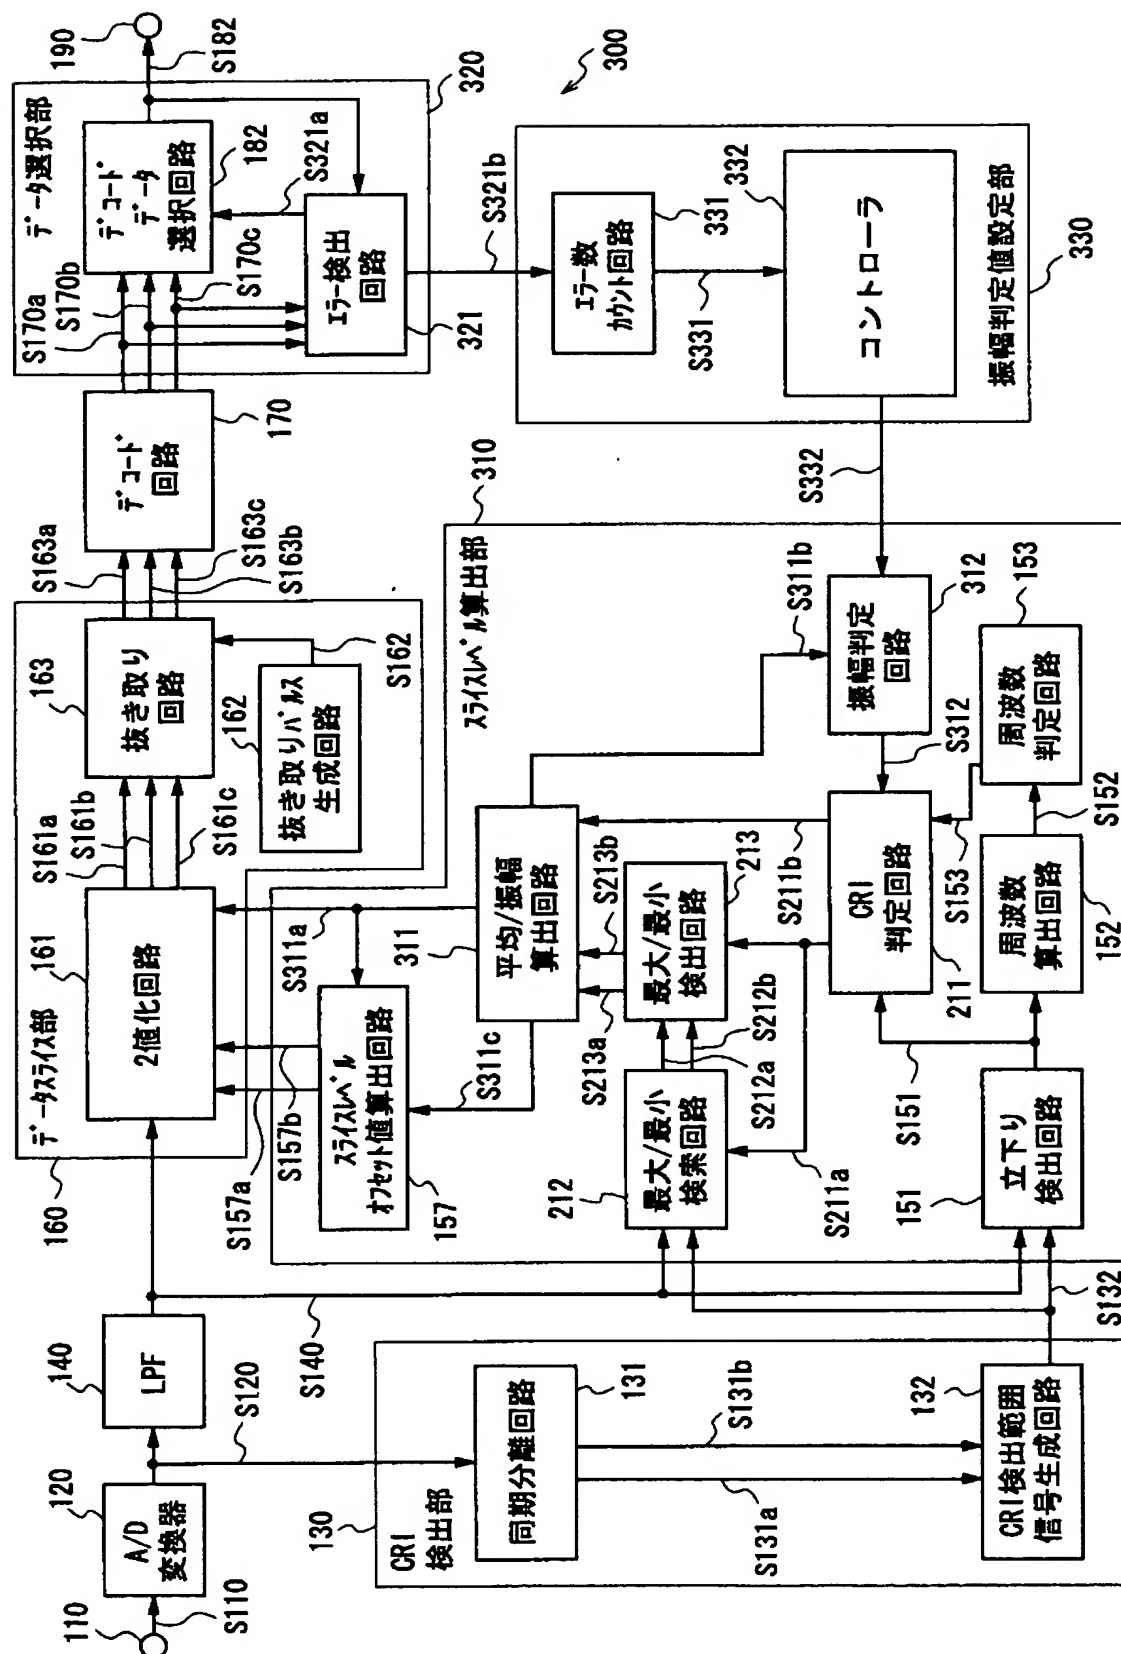 110
S110
120
A/D
変換器
S120
140
LPF
S140
130
CRI
検出部
同期分離回路
131
S131a
S131b
CRI検出範囲
信号生成回路
132
S132
160
データスライス部
2値化回路
161
S161a
S161b
S161c
163
抜き取り
回路
162
抜き取りパルス
生成回路
S162
S163a
S163b
S163c
デコード
回路
170
S170a
S170b
S170c
データ選択部
デコード
データ
選択回路
182
S321a
エラー検出
回路
321
320
S182
190
300
S321b
エラー数
カウント回路
331
S331
332
コントローラ
振幅判定値設定部
330
S332
310
スライスレベル算出部
S157a
S157b
スライスレベル
オフセット値算出回路
157
S311a
S311c
311
平均/振幅
算出回路
S311b
212
最大/最小
検索回路
S212a
S212b
S213a
S213b
最大/最小
検出回路
213
S211a
S211b
CRI
判定回路
211
S312
振幅判定
回路
312
151
立下り
検出回路
S151
周波数
算出回路
152
S152
S153
周波数
判定回路
153